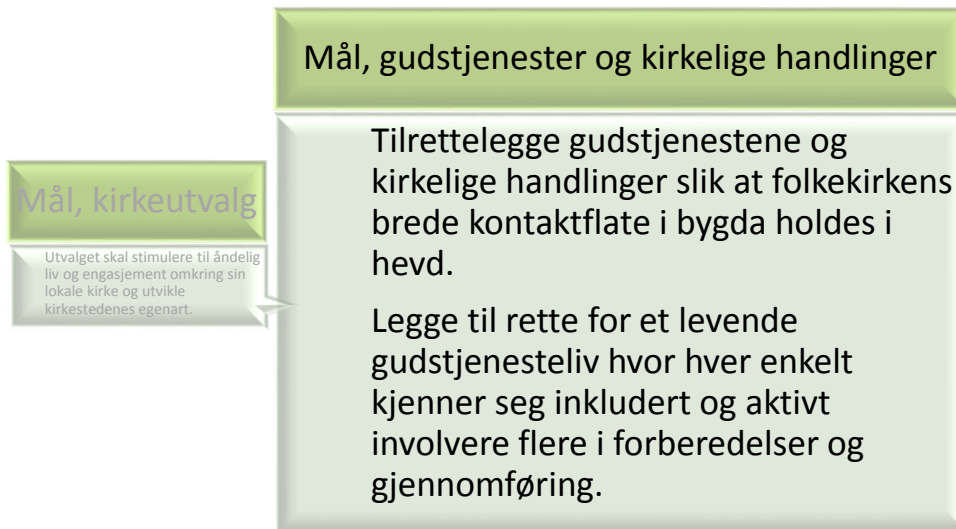 Mål, gudstjenester og kirkelige handlinger
Tilrettelegge gudstjenestene og
kirkelige handlinger slik at folkekirkens
brede kontaktflate i bygda holdes i
hevd.
Legge til rette for et levende
gudstjenesteliv hvor hver enkelt
kjenner seg inkludert og aktivt
involvere flere i forberedelser og
gjennomføring.
Mål, kirkeutvalg
Utvalget skal stimulere til åndelig
liv og engasjement omkring sin
lokale kirke og utvikle
kirkestedenes egenart.